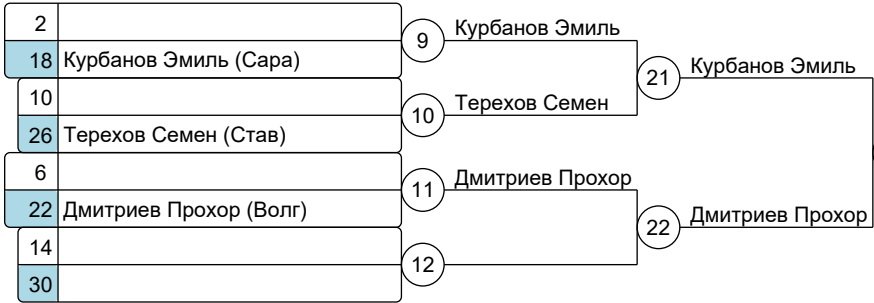 2
9
Курбанов Эмиль
18 Курбанов Эмиль (Сара)
21
Курбанов Эмиль
10
10
Терехов Семен
26 Терехов Семен (Став)
6
11
Дмитриев Прохор
22 Дмитриев Прохор (Волг)
22
Дмитриев Прохор
14
12
30